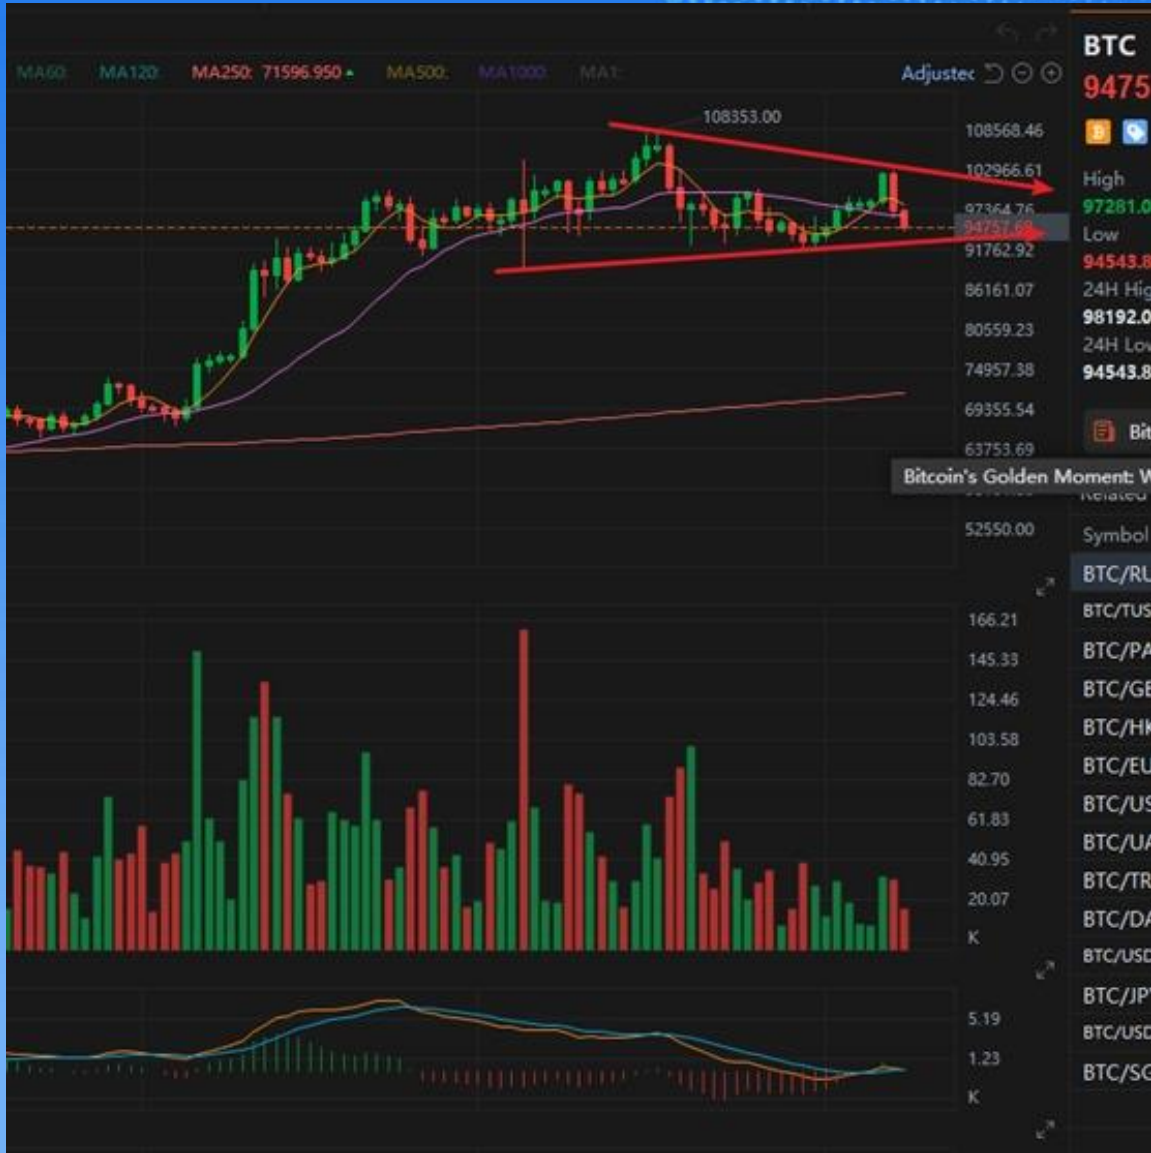 MA60: MA120: MA250: 71596.950 MA500: MA1000: MA1: Adjusted
108353.00
108568.46
102966.61
97364.76
94757.69
91762.92
86161.07
80559.23
74957.38
69355.54
63753.69
52550.00
166.21
145.33
124.46
103.58
82.70
61.83
40.95
20.07
K
5.19
1.23
K
BTC
9475
High
97281.0
Low
94543.8
24H Hig
98192.0
24H Low
94543.8
Bit
Bitcoin's Golden Moment: W
Related
Symbol
BTC/RU
BTC/TUS
BTC/PA
BTC/GE
BTC/HK
BTC/EU
BTC/US
BTC/UA
BTC/TR
BTC/DA
BTC/USD
BTC/JPY
BTC/USD
BTC/SG